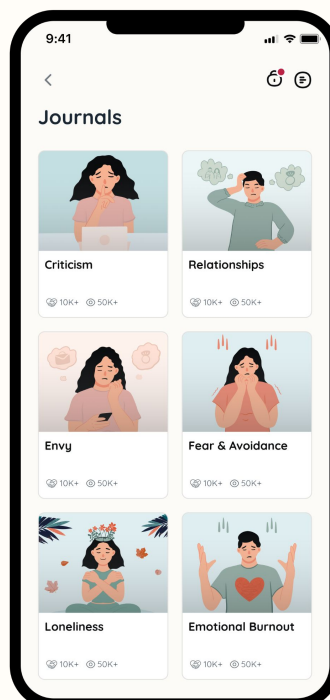 9:41
Journals
Criticism
10K+ 50K+
Relationships
10K+ 50K+
Envy
10K+ 50K+
Fear & Avoidance
10K+ 50K+
Loneliness
10K+ 50K+
Emotional Burnout
10K+ 50K+